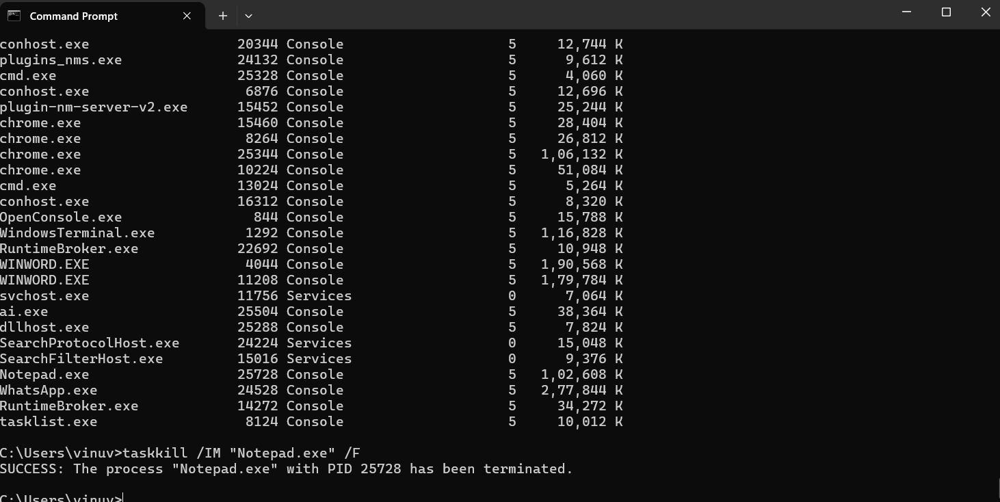 Command Prompt
conhost.exe 20344 Console 5 12,744 K
plugins_nms.exe 24132 Console 5 9,612 K
cmd.exe 25328 Console 5 4,060 K
conhost.exe 6876 Console 5 12,696 K
plugin-nm-server-v2.exe 15452 Console 5 25,244 K
chrome.exe 15460 Console 5 28,404 K
chrome.exe 8264 Console 5 26,812 K
chrome.exe 25344 Console 5 1,06,132 K
chrome.exe 10224 Console 5 51,084 K
cmd.exe 13024 Console 5 5,264 K
conhost.exe 16312 Console 5 8,320 K
OpenConsole.exe 844 Console 5 15,788 K
WindowsTerminal.exe 1292 Console 5 1,16,828 K
RuntimeBroker.exe 22692 Console 5 10,948 K
WINWORD.EXE 4044 Console 5 1,90,568 K
WINWORD.EXE 11208 Console 5 1,79,784 K
svchost.exe 11756 Services 0 7,064 K
ai.exe 25504 Console 5 38,364 K
dllhost.exe 25288 Console 5 7,824 K
SearchProtocolHost.exe 24224 Services 0 15,048 K
SearchFilterHost.exe 15016 Services 0 9,376 K
Notepad.exe 25728 Console 5 1,02,608 K
WhatsApp.exe 24528 Console 5 2,77,844 K
RuntimeBroker.exe 14272 Console 5 34,272 K
tasklist.exe 8124 Console 5 10,012 K
C:\Users\vinuv>taskkill /IM "Notepad.exe" /F
SUCCESS: The process "Notepad.exe" with PID 25728 has been terminated.
C:\Users\vinuv>